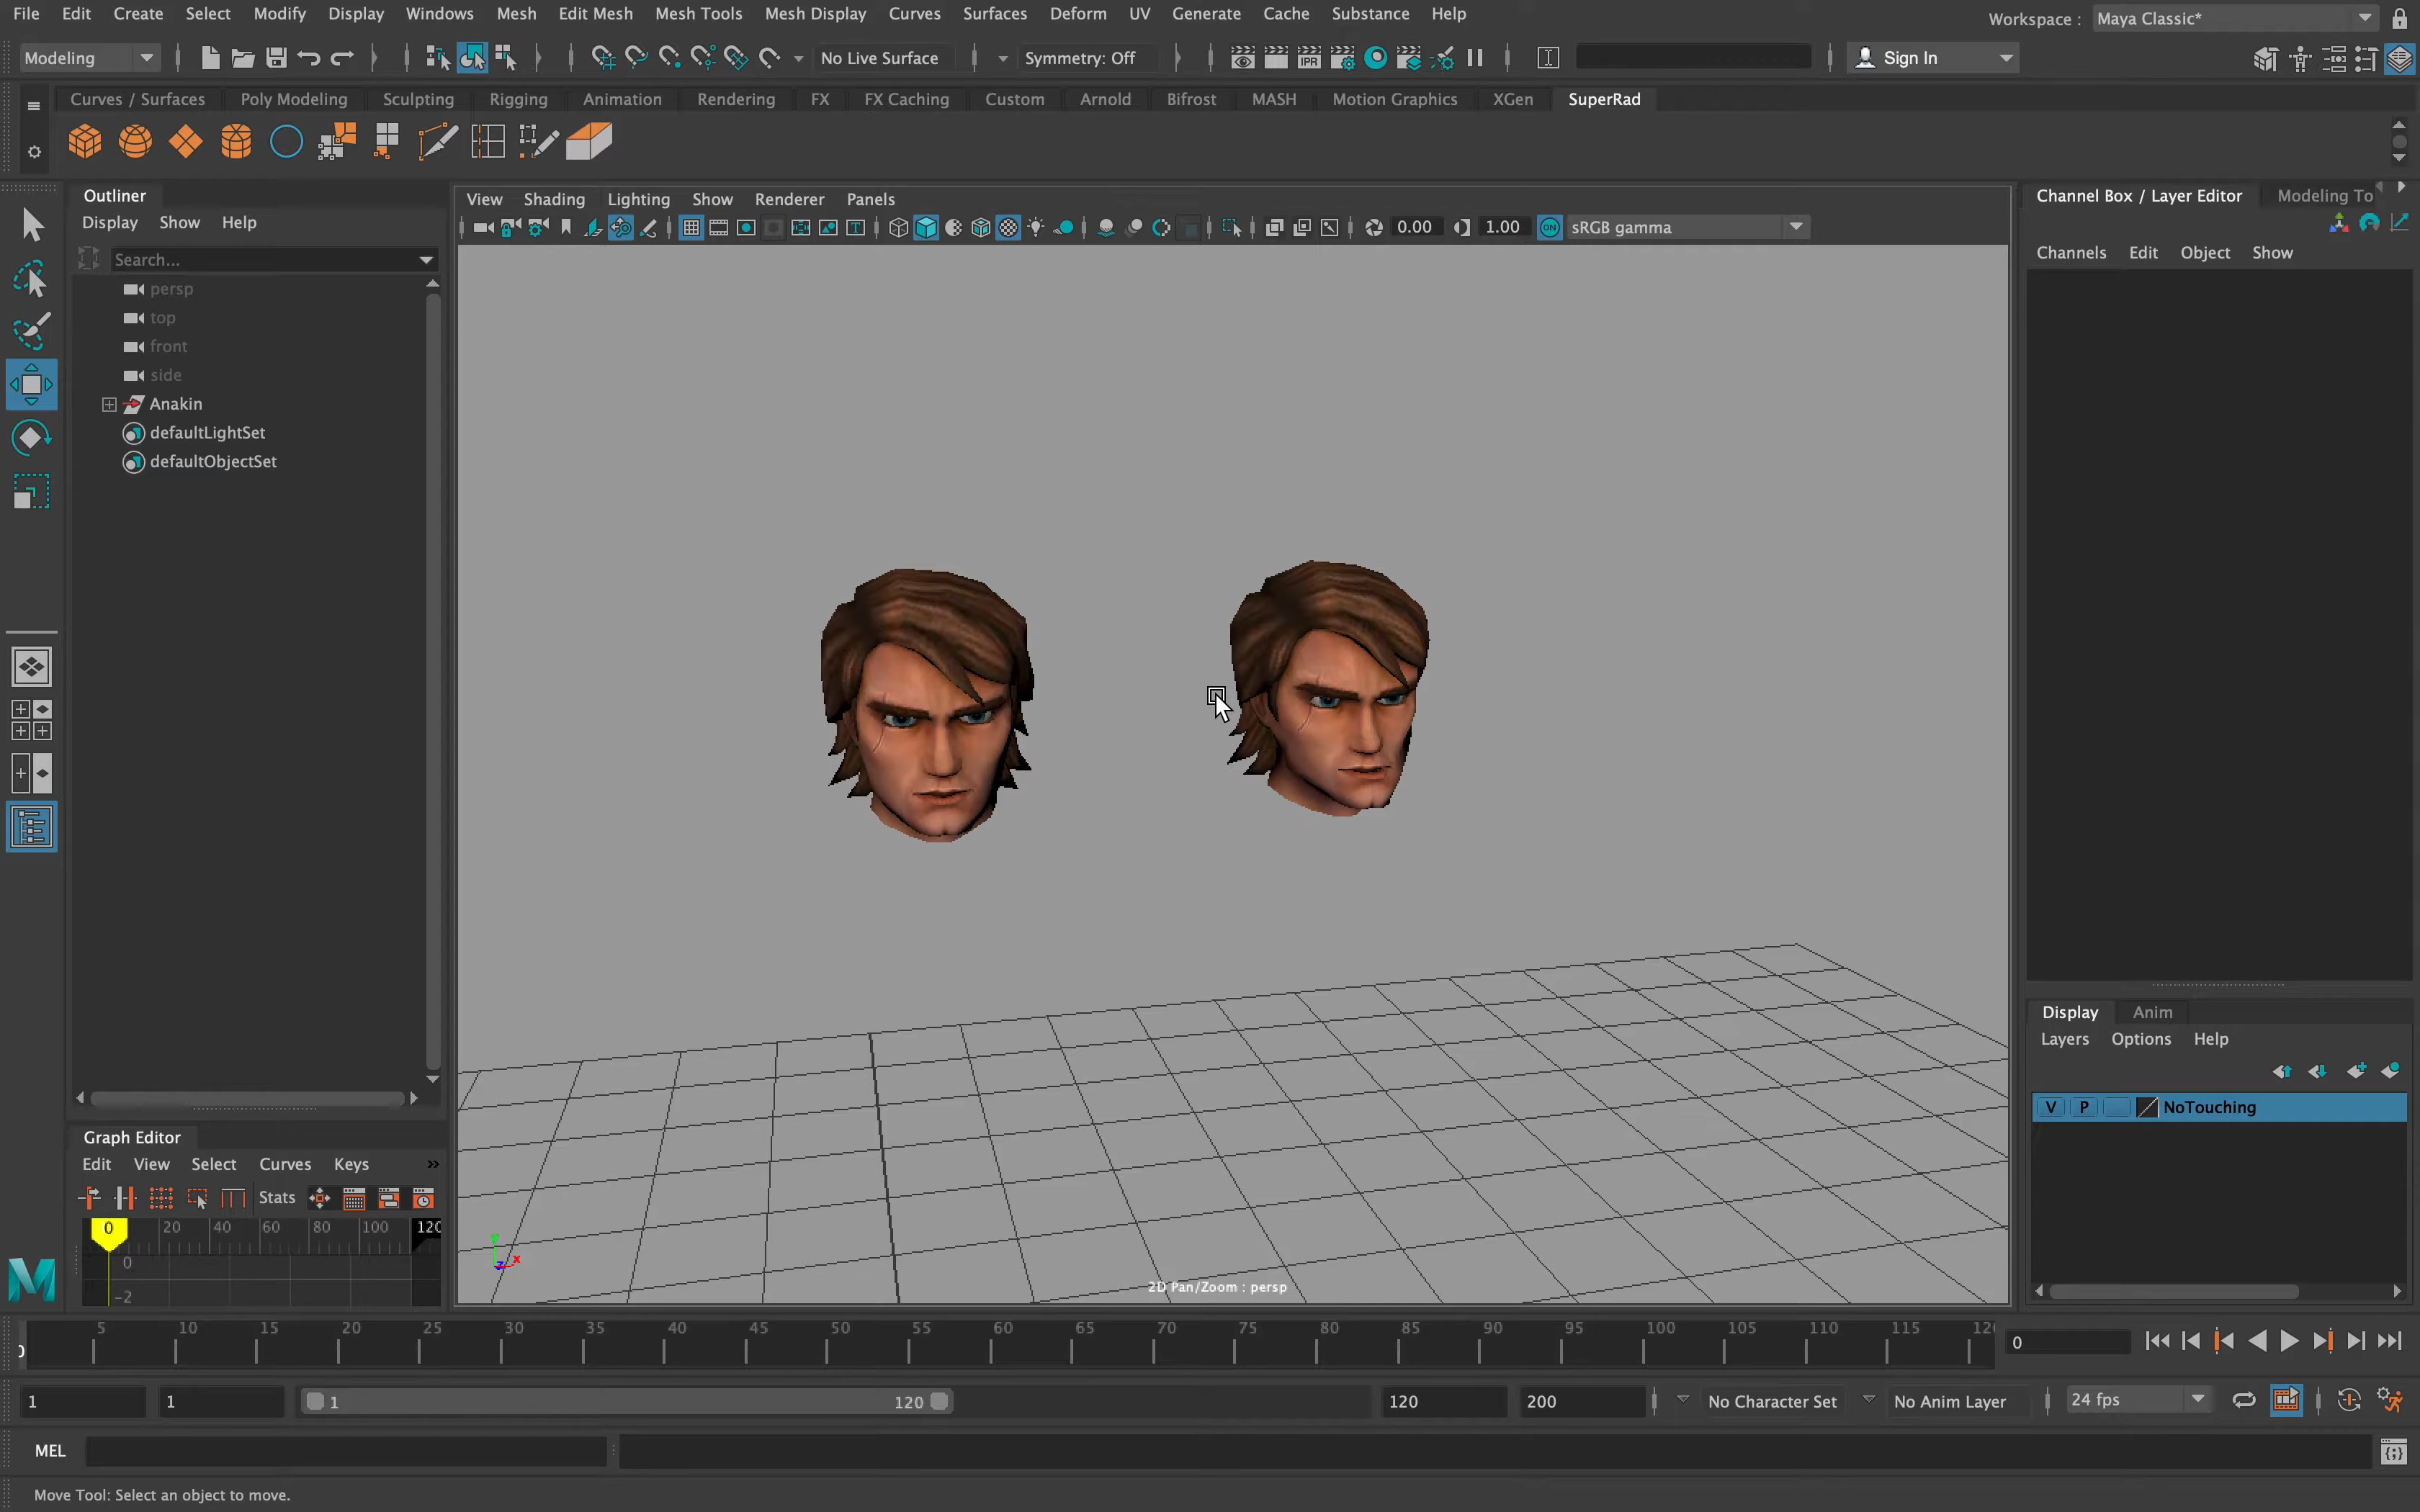 File Edit Create Select Modify Display Windows Mesh Edit Mesh Mesh Tools Mesh Display Curves Surfaces Deform UV Generate Cache Substance Help
Workspace : Maya Classic*
Modeling No Live Surface Symmetry: Off IPR Sign In
Curves / Surfaces Poly Modeling Sculpting Rigging Animation Rendering FX FX Caching Custom Arnold Bifrost MASH Motion Graphics XGen SuperRad
Outliner
Display Show Help
Search...
persp
top
front
side
Anakin
defaultLightSet
defaultObjectSet
View Shading Lighting Show Renderer Panels
0.00 1.00 ON sRGB gamma
2D Pan/Zoom : persp
Y
X
Z
Channel Box / Layer Editor Modeling To
Channels Edit Object Show
Display Anim
Layers Options Help
V P NoTouching
Graph Editor
Edit View Select Curves Keys »
Stats
0 20 40 60 80 100 120
0
-2
5 10 15 20 25 30 35 40 45 50 55 60 65 70 75 80 85 90 95 100 105 110 115 12
0 0
1 1 1 120 120 200 No Character Set No Anim Layer 24 fps
MEL
Move Tool: Select an object to move.